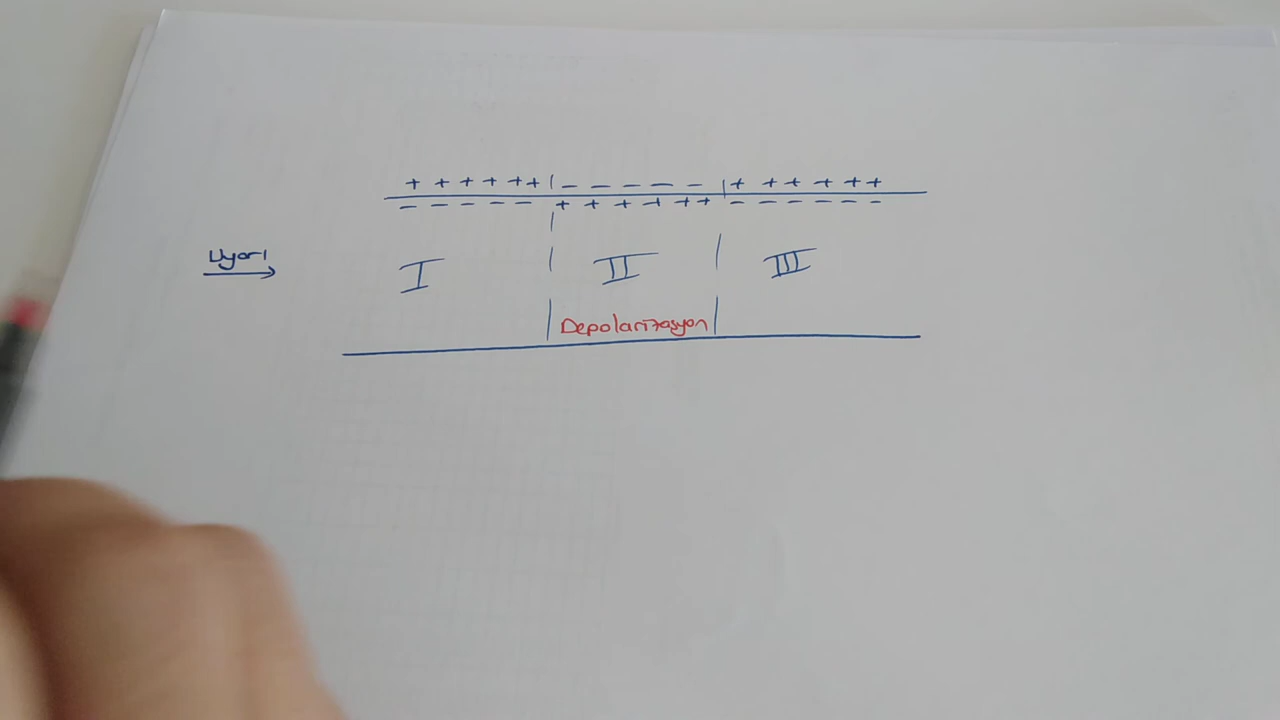 + + + + + + | − − − − − | + + + + + +
− − − − − + + + + + + − − − − − −
Uyarı
I II III
Depolarizasyon